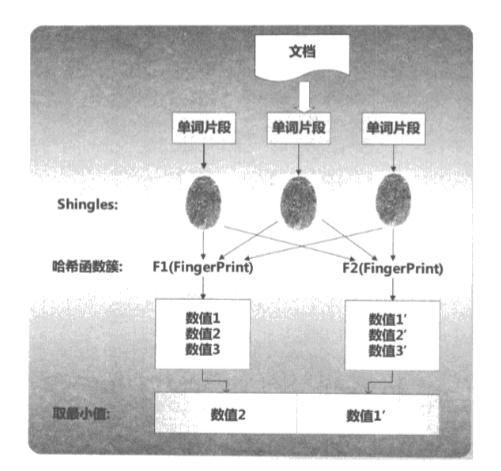 文档
单词片段 单词片段 单词片段
Shingles:
哈希函数簇: F1(FingerPrint) F2(FingerPrint)
数值1 数值1′
数值2 数值2′
数值3 数值3′
取最小值: 数值2 数值1′